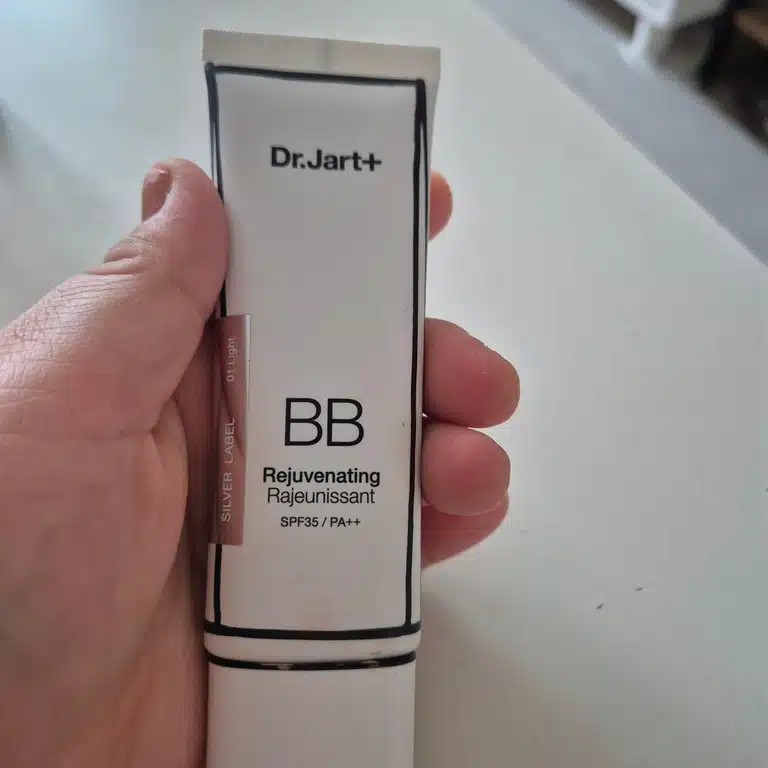 Dr.Jart+
SILVER LABEL 01 Light
BB
Rejuvenating
Rajeunissant
SPF35 / PA++